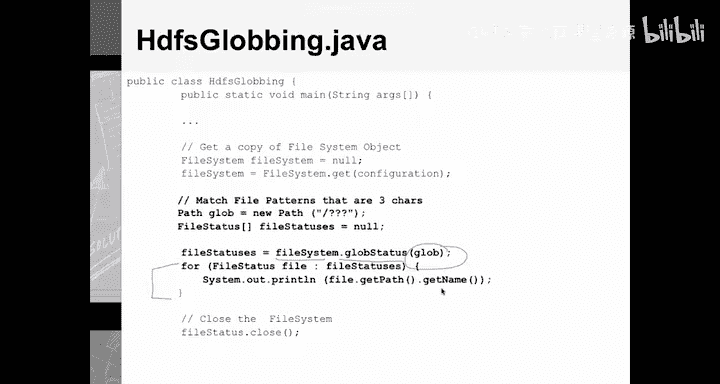 HdfsGlobbing.java
bilibili
public class HdfsGlobbing {
public static void main(String args[]) {
...
// Get a copy of File System Object
FileSystem fileSystem = null;
fileSystem = FileSystem.get(configuration);
// Match File Patterns that are 3 chars
Path glob = new Path ("/???");
FileStatus[] fileStatuses = null;
fileStatuses = fileSystem.globStatus(glob);
for (FileStatus file : fileStatuses) {
System.out.println (file.getPath().getName());
}
// Close the  FileSystem
fileStatus.close();